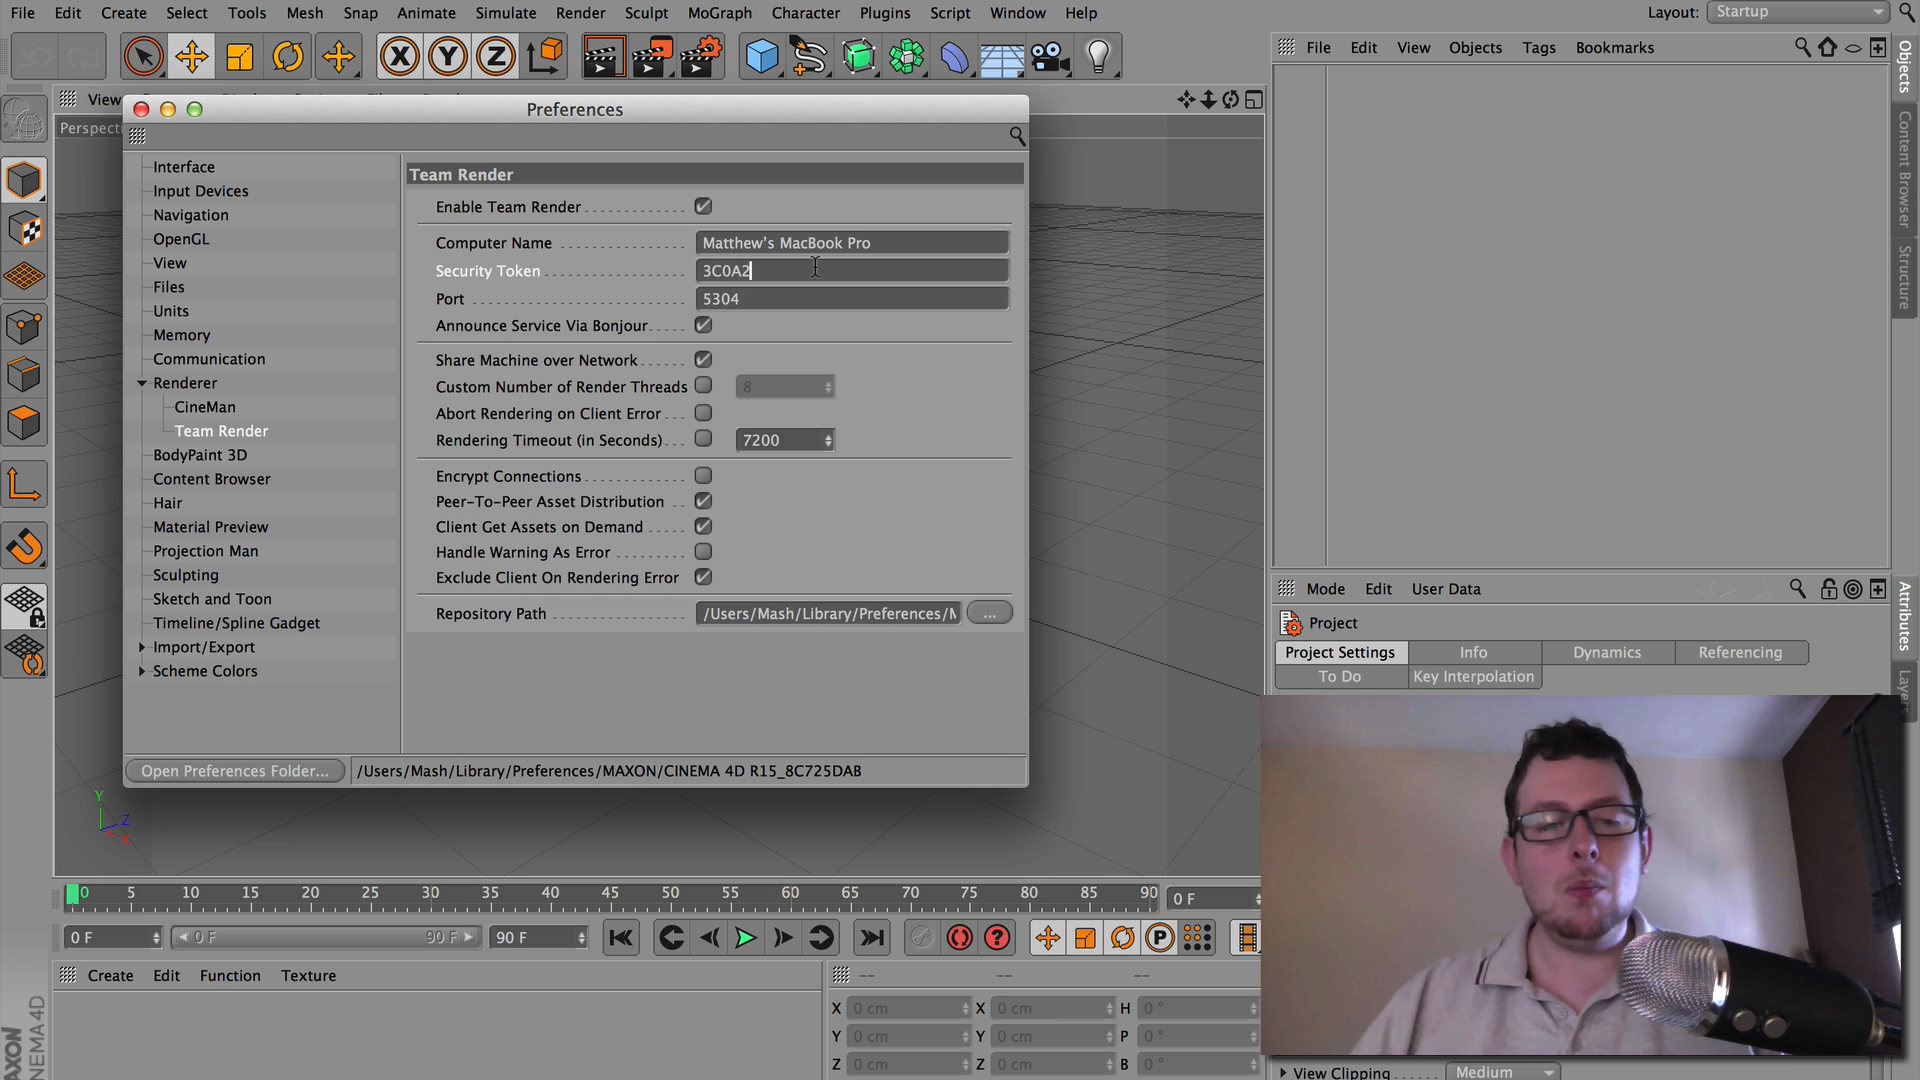 File Edit Create Select Tools Mesh Snap Animate Simulate Render Sculpt MoGraph Character Plugins Script Window Help
Layout: Startup
X Y Z
File Edit View Objects Tags Bookmarks
Objects
Content Browser
Structure
View
Perspecti
Preferences
Interface
Input Devices
Navigation
OpenGL
View
Files
Units
Memory
Communication
Renderer
CineMan
Team Render
BodyPaint 3D
Content Browser
Hair
Material Preview
Projection Man
Sculpting
Sketch and Toon
Timeline/Spline Gadget
Import/Export
Scheme Colors
Team Render
Enable Team Render
Computer Name Matthew's MacBook Pro
Security Token 3C0A2
Port 5304
Announce Service Via Bonjour
Share Machine over Network
Custom Number of Render Threads 8
Abort Rendering on Client Error
Rendering Timeout (in Seconds) 7200
Encrypt Connections
Peer-To-Peer Asset Distribution
Client Get Assets on Demand
Handle Warning As Error
Exclude Client On Rendering Error
Repository Path /Users/Mash/Library/Preferences/M ...
Open Preferences Folder... /Users/Mash/Library/Preferences/MAXON/CINEMA 4D R15_8C725DAB
Mode Edit User Data
Project
Project Settings Info Dynamics Referencing
To Do Key Interpolation
Attributes
Layers
Y
Z
X
0 5 10 15 20 25 30 35 40 45 50 55 60 65 70 75 80 85 90 0 F
0 F 0 F 90 F 90 F
P
Create Edit Function Texture
-- -- --
X 0 cm X 0 cm H 0 °
Y 0 cm Y 0 cm P 0 °
Z 0 cm Z 0 cm B 0 °
View Clipping Medium
MAXON
CINEMA 4D